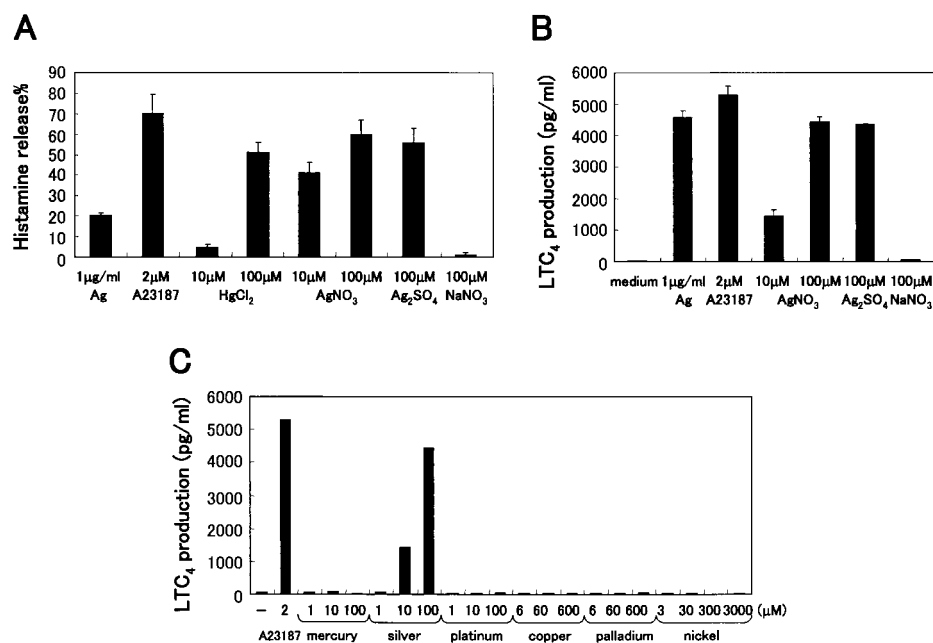 A
Histamine release%
90
80
70
60
50
40
30
20
10
0
1μg/ml 2μM 10μM 100μM 10μM 100μM 100μM 100μM
Ag A23187 HgCl2 AgNO3 Ag2SO4 NaNO3
B
LTC4 production (pg/ml)
6000
5000
4000
3000
2000
1000
0
medium 1μg/ml 2μM 10μM 100μM 100μM 100μM
Ag A23187 AgNO3 Ag2SO4 NaNO3
C
LTC4 production (pg/ml)
6000
5000
4000
3000
2000
1000
0
– 2 1 10 100 1 10 100 1 10 100 6 60 600 6 60 600 3 30 300 3000 (μM)
A23187 mercury silver platinum copper palladium nickel